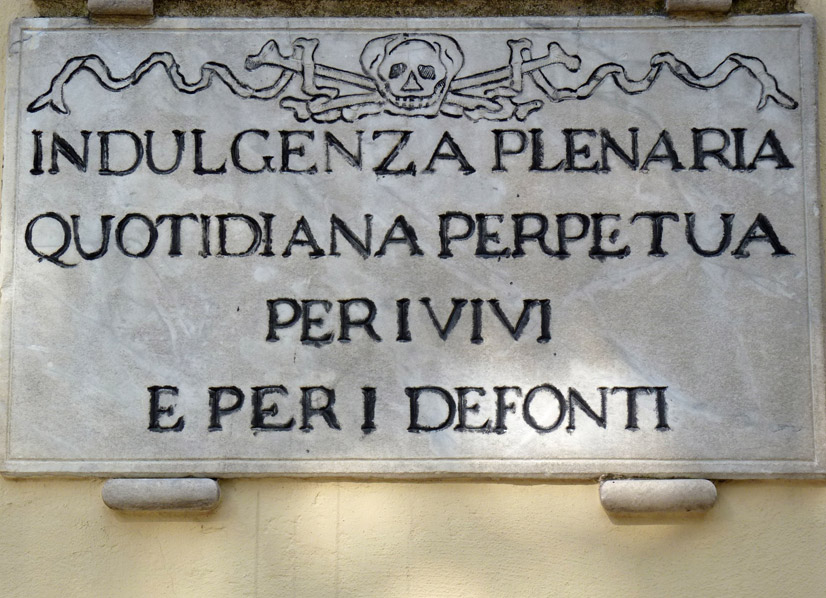 INDULGENZA PLENARIA
QUOTIDIANA PERPETUA
PER I VIVI
E PER I DEFONTI